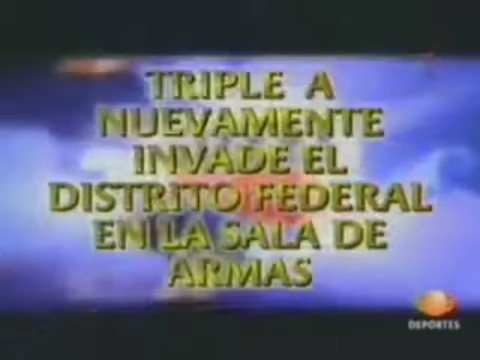 TRIPLE A
NUEVAMENTE
INVADE EL
DISTRITO FEDERAL
EN LA SALA DE
ARMAS
DEPORTES